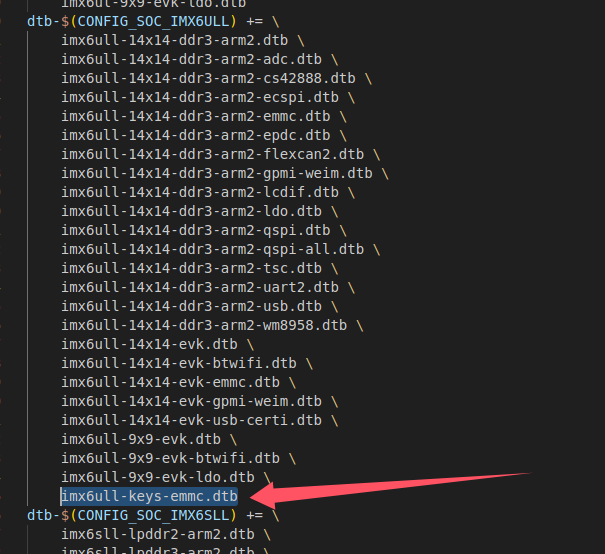 imx6ul-9x9-evk-ldo.dtb
dtb-$(CONFIG_SOC_IMX6ULL) += \
imx6ull-14x14-ddr3-arm2.dtb \
imx6ull-14x14-ddr3-arm2-adc.dtb \
imx6ull-14x14-ddr3-arm2-cs42888.dtb \
imx6ull-14x14-ddr3-arm2-ecspi.dtb \
imx6ull-14x14-ddr3-arm2-emmc.dtb \
imx6ull-14x14-ddr3-arm2-epdc.dtb \
imx6ull-14x14-ddr3-arm2-flexcan2.dtb \
imx6ull-14x14-ddr3-arm2-gpmi-weim.dtb \
imx6ull-14x14-ddr3-arm2-lcdif.dtb \
imx6ull-14x14-ddr3-arm2-ldo.dtb \
imx6ull-14x14-ddr3-arm2-qspi.dtb \
imx6ull-14x14-ddr3-arm2-qspi-all.dtb \
imx6ull-14x14-ddr3-arm2-tsc.dtb \
imx6ull-14x14-ddr3-arm2-uart2.dtb \
imx6ull-14x14-ddr3-arm2-usb.dtb \
imx6ull-14x14-ddr3-arm2-wm8958.dtb \
imx6ull-14x14-evk.dtb \
imx6ull-14x14-evk-btwifi.dtb \
imx6ull-14x14-evk-emmc.dtb \
imx6ull-14x14-evk-gpmi-weim.dtb \
imx6ull-14x14-evk-usb-certi.dtb \
imx6ull-9x9-evk.dtb \
imx6ull-9x9-evk-btwifi.dtb \
imx6ull-9x9-evk-ldo.dtb \
imx6ull-keys-emmc.dtb
dtb-$(CONFIG_SOC_IMX6SLL) += \
imx6sll-lpddr2-arm2.dtb \
imx6sll-lpddr3-arm2.dtb \